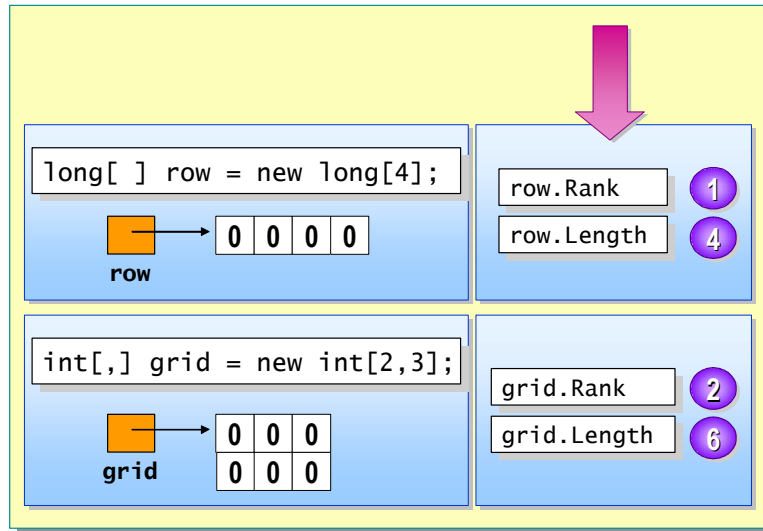 long[ ] row = new long[4];
0 0 0 0
row
row.Rank 1
row.Length 4
int[,] grid = new int[2,3];
0 0 0
0 0 0
grid
grid.Rank 2
grid.Length 6